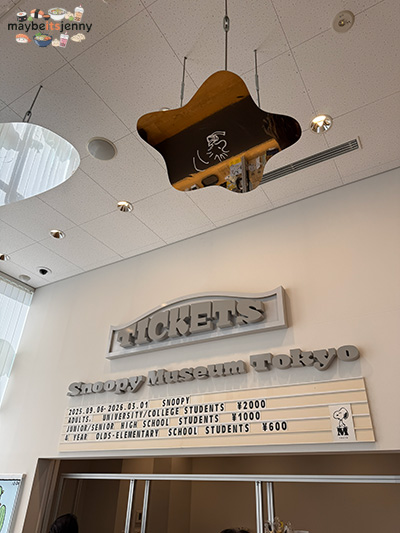 maybeitsjenny
TICKETS
Snoopy Museum Tokyo
2025.09.06-2026.03.01 SNOOPY
ADULTS, UNIVERSITY/COLLEGE STUDENTS ¥2000
JUNIOR/SENIOR HIGH SCHOOL STUDENTS ¥1000
4 YEAR OLDS-ELEMENTARY SCHOOL STUDENTS ¥600
M